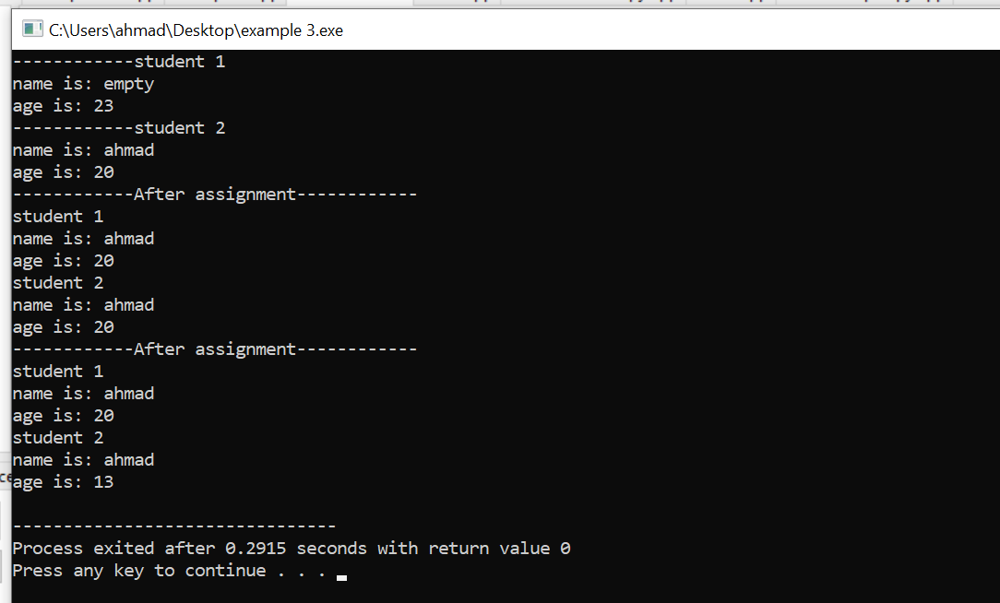 C:\Users\ahmad\Desktop\example 3.exe
------------student 1
name is: empty
age is: 23
------------student 2
name is: ahmad
age is: 20
------------After assignment------------
student 1
name is: ahmad
age is: 20
student 2
name is: ahmad
age is: 20
------------After assignment------------
student 1
name is: ahmad
age is: 20
student 2
name is: ahmad
age is: 13
--------------------------------
Process exited after 0.2915 seconds with return value 0
Press any key to continue . . .